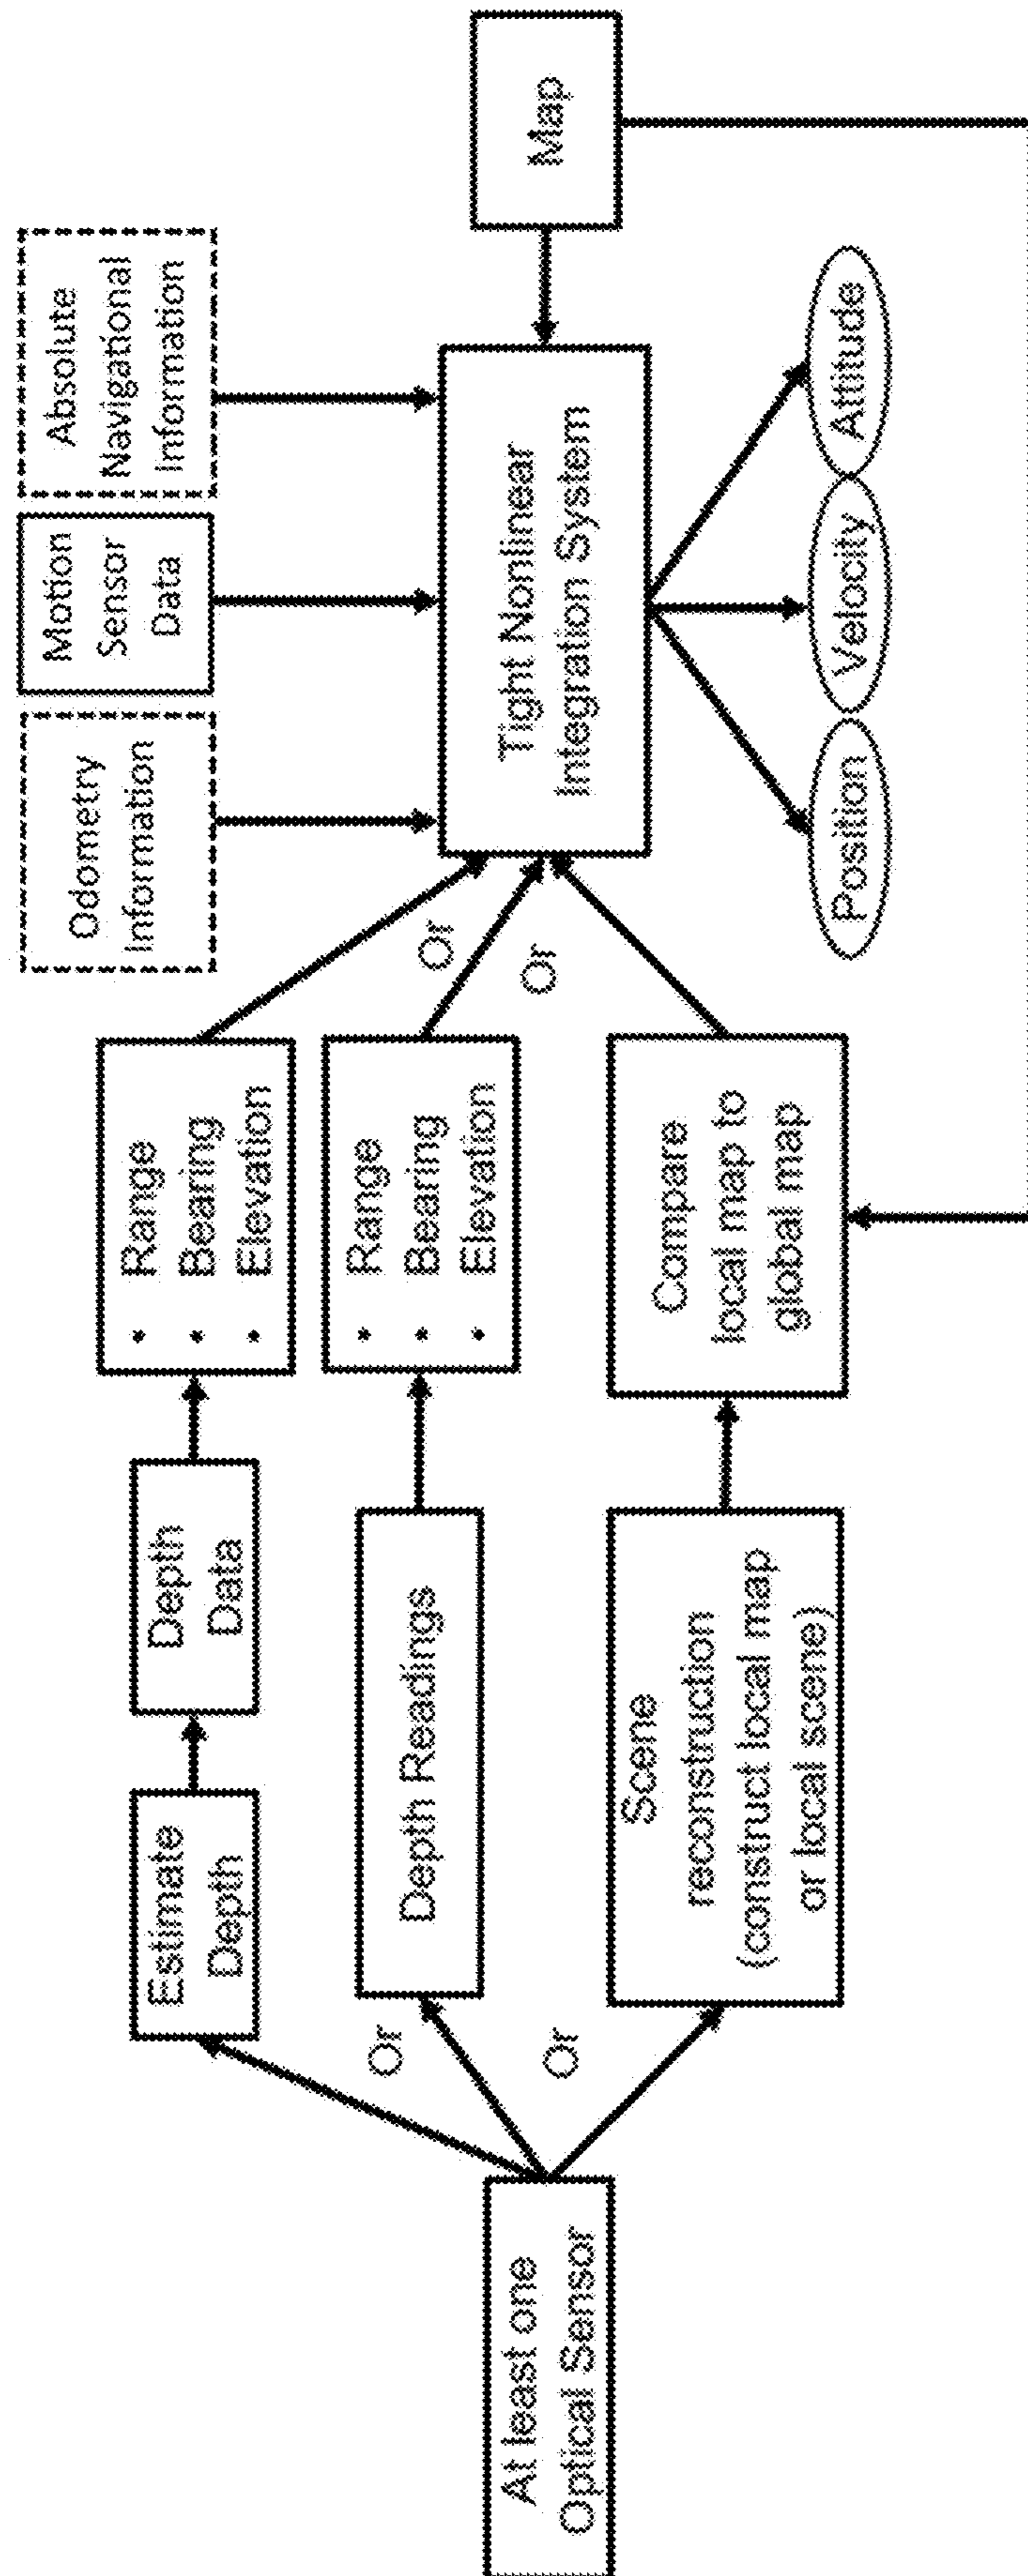 At least one
Optical Sensor
Or
Or
Estimate
Depth
Depth
Data
• Range
• Bearing
• Elevation
Depth Readings
• Range
• Bearing
• Elevation
Scene
reconstruction
(construct local map
or local scene)
Compare
local map to
global map
Or
Or
Odometry
Information
Motion
Sensor
Data
Absolute
Navigational
Information
Tight Nonlinear
Integration System
Map
Position
Velocity
Attitude